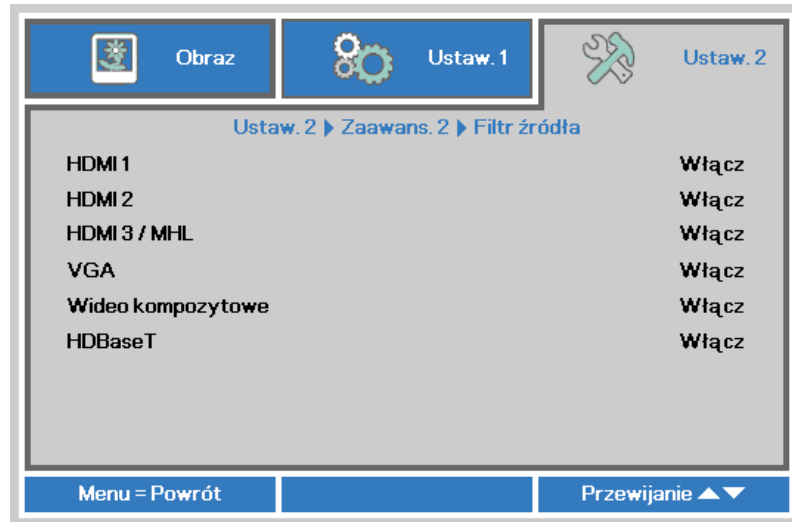 Obraz Ustaw. 1 Ustaw. 2
Ustaw. 2 ▶ Zaawans. 2 ▶ Filtr źródła
HDMI 1 Włącz
HDMI 2 Włącz
HDMI 3 / MHL Włącz
VGA Włącz
Wideo kompozytowe Włącz
HDBaseT Włącz
Menu = Powrót Przewijanie ▲▼